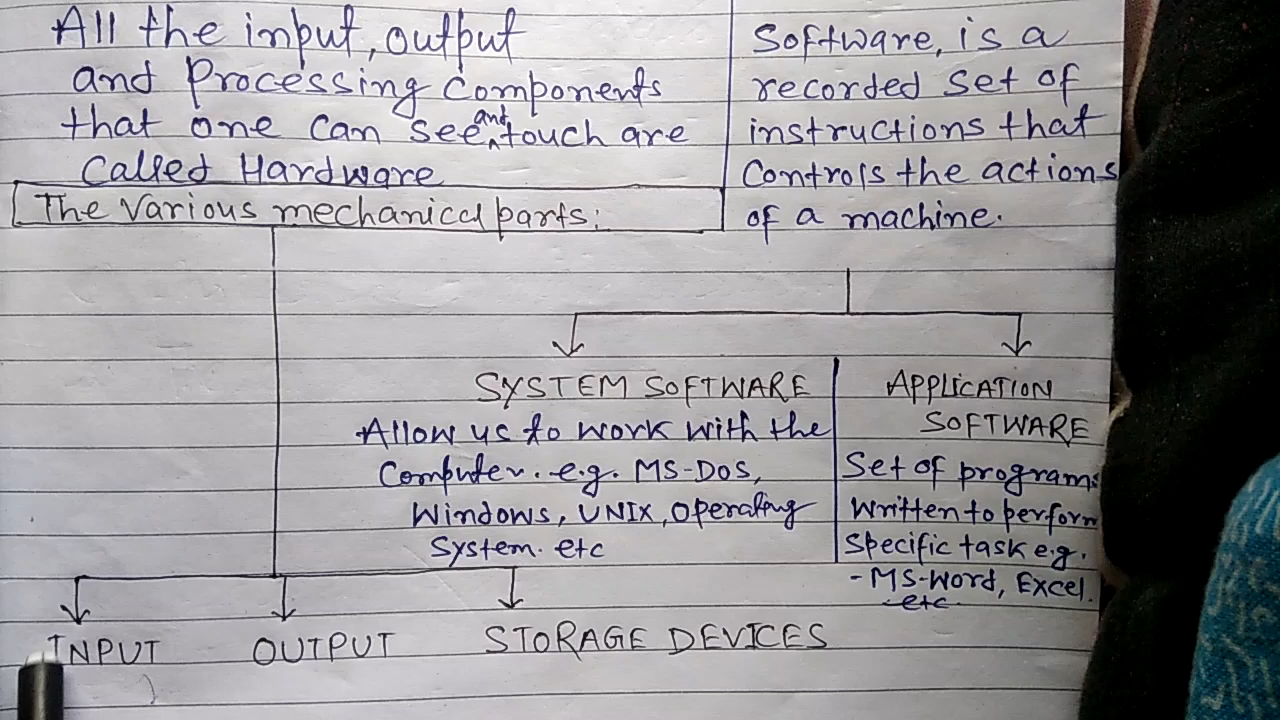 All the input, output
and Processing Components
that one can see and touch are
Called Hardware
The Various mechanical parts:
Software, is a
recorded set of
instructions that
Controls the actions
of a machine.
SYSTEM SOFTWARE
Allow us to work with the
Computer. e.g. MS-DOS,
Windows, UNIX, Operating
System. etc
APPLICATION
SOFTWARE
Set of programs
Written to perform
Specific task e.g.
- MS-Word, Excel.
etc.
INPUT
OUTPUT
STORAGE DEVICES